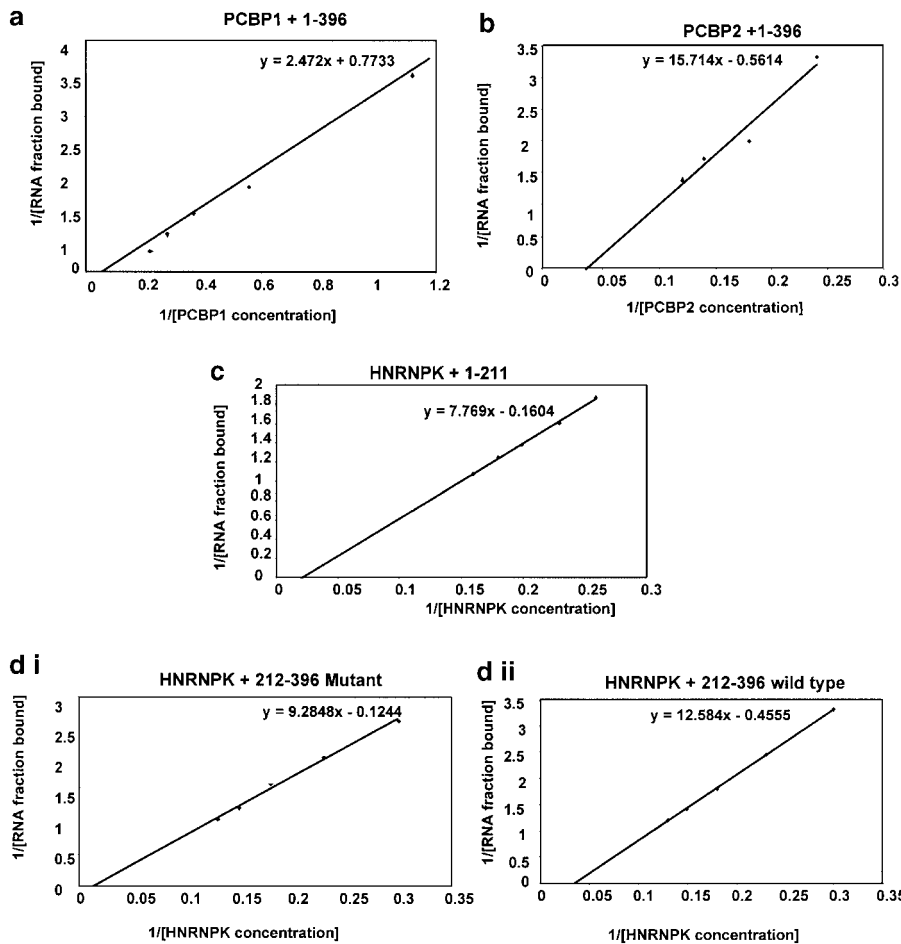 a
PCBP1 + 1-396
y = 2.472x + 0.7733
1/[RNA fraction bound]
4
3.5
3
2.5
2
1.5
1
0
0 0.2 0.4 0.6 0.8 1 1.2
1/[PCBP1 concentration]
b
PCBP2 +1-396
y = 15.714x - 0.5614
1/[RNA fraction bound]
3.5
3
2.5
2
1.5
1
0.5
0
0.05 0.1 0.15 0.2 0.25 0.3
1/[PCBP2 concentration]
c
HNRNPK + 1-211
y = 7.769x - 0.1604
1/[RNA fraction bound]
2
1.8
1.6
1.4
1.2
1
0.8
0.6
0.4
0.2
0
0 0.05 0.1 0.15 0.2 0.25 0.3
1/[HNRNPK concentration]
d i
HNRNPK + 212-396 Mutant
y = 9.2848x - 0.1244
1/[RNA fraction bound]
3
2.5
1.5
1
0.5
0
0 0.05 0.1 0.15 0.2 0.25 0.3 0.35
1/[HNRNPK concentration]
d ii
HNRNPK + 212-396 wild type
y = 12.584x - 0.4555
1/[RNA fraction bound]
3.5
3
2.5
2
1.5
1
0.5
0
0 0.05 0.1 0.15 0.2 0.25 0.3 0.35
1/[HNRNPK concentration]